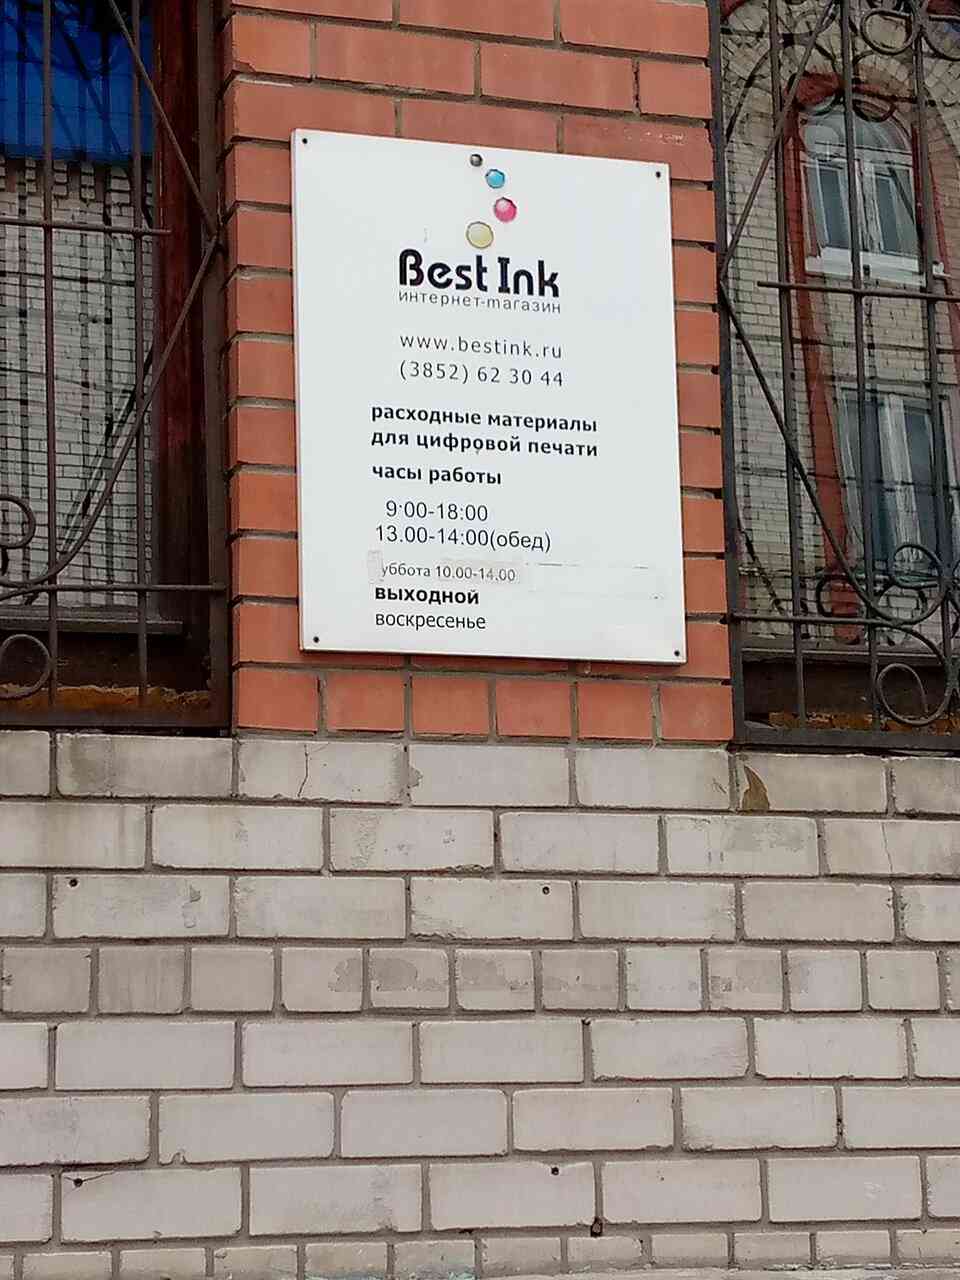 Best Ink
интернет-магазин
www.bestink.ru
(3852) 62 30 44
расходные материалы
для цифровой печати
часы работы
9:00-18:00
13.00-14:00(обед)
уббота 10.00-14.00
выходной
воскресенье